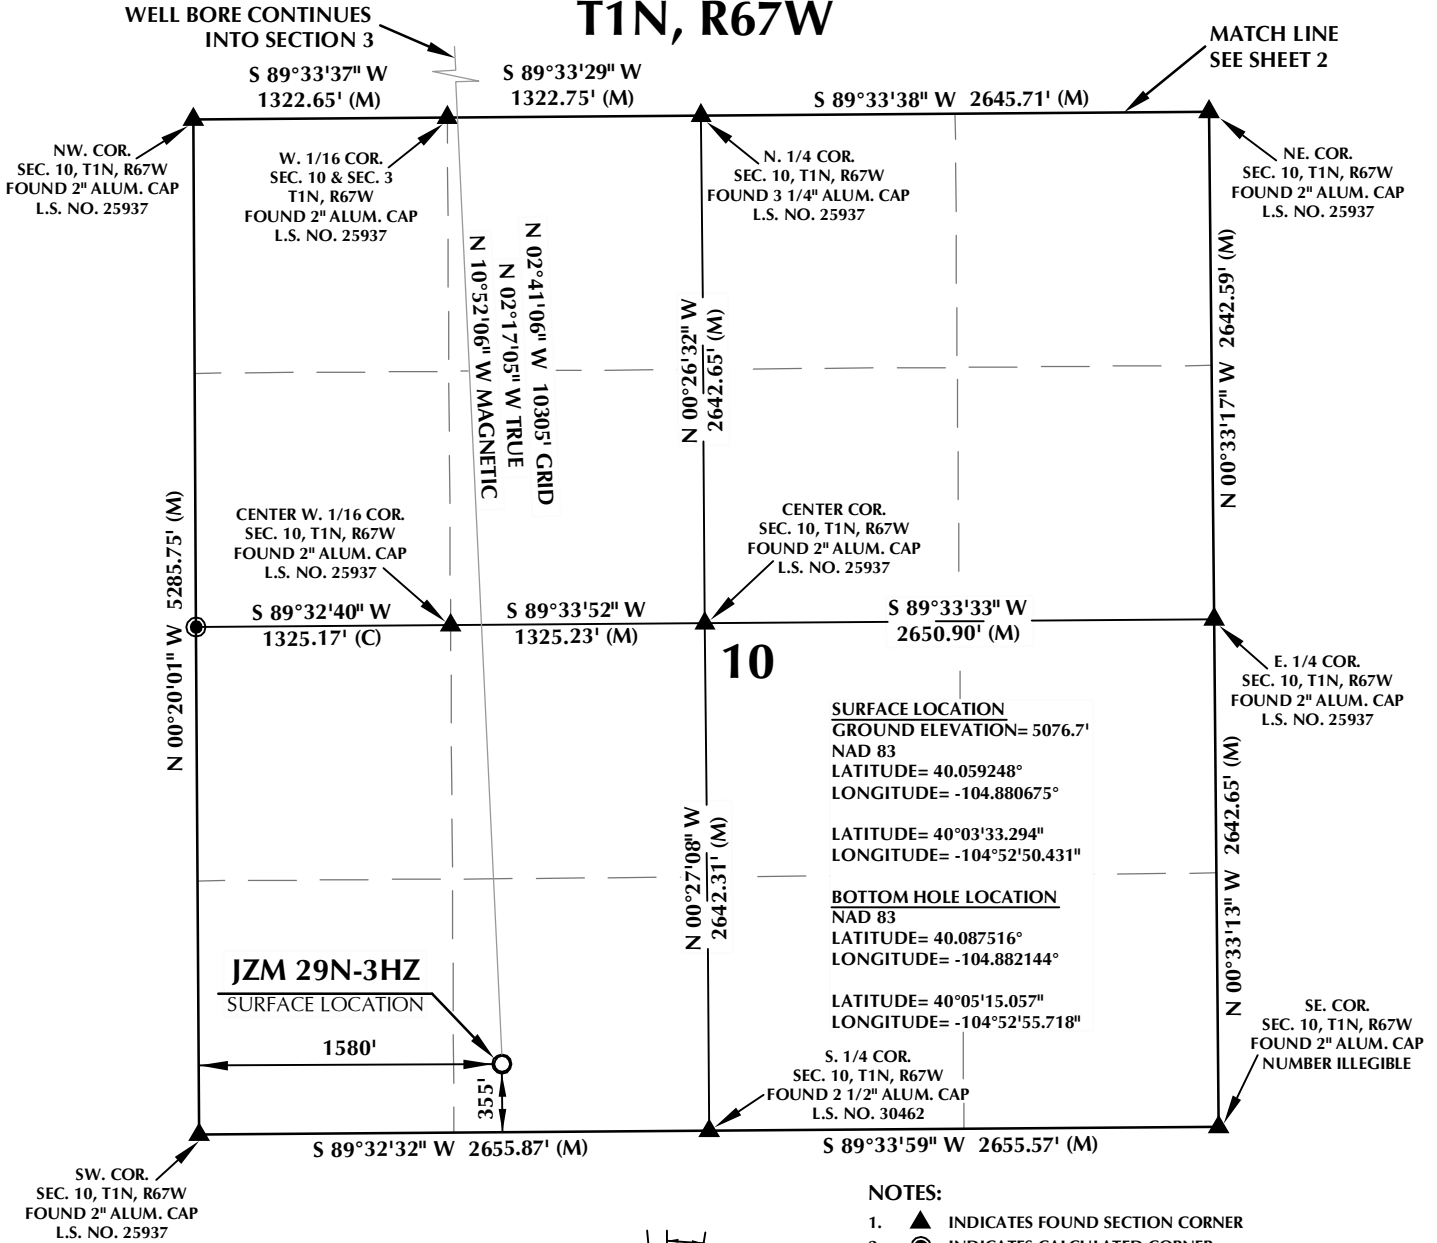 T1N, R67W
WELL BORE CONTINUES
INTO SECTION 3
MATCH LINE
SEE SHEET 2
S 89°33'37" W
1322.65' (M)
S 89°33'29" W
1322.75' (M)
S 89°33'38" W 2645.71' (M)
NW. COR.
SEC. 10, T1N, R67W
FOUND 2" ALUM. CAP
L.S. NO. 25937
W. 1/16 COR.
SEC. 10 & SEC. 3
T1N, R67W
FOUND 2" ALUM. CAP
L.S. NO. 25937
N. 1/4 COR.
SEC. 10, T1N, R67W
FOUND 3 1/4" ALUM. CAP
L.S. NO. 25937
NE. COR.
SEC. 10, T1N, R67W
FOUND 2" ALUM. CAP
L.S. NO. 25937
N 02°41'06" W 10305' GRID
N 02°17'05" W TRUE
N 10°52'06" W MAGNETIC
N 00°26'32" W
2642.65' (M)
N 00°33'17" W 2642.59' (M)
N 00°20'01" W 5285.75' (M)
CENTER W. 1/16 COR.
SEC. 10, T1N, R67W
FOUND 2" ALUM. CAP
L.S. NO. 25937
CENTER COR.
SEC. 10, T1N, R67W
FOUND 2" ALUM. CAP
L.S. NO. 25937
S 89°32'40" W
1325.17' (C)
S 89°33'52" W
1325.23' (M)
S 89°33'33" W
2650.90' (M)
10
E. 1/4 COR.
SEC. 10, T1N, R67W
FOUND 2" ALUM. CAP
L.S. NO. 25937
SURFACE LOCATION
GROUND ELEVATION= 5076.7'
NAD 83
LATITUDE= 40.059248°
LONGITUDE= -104.880675°
LATITUDE= 40°03'33.294"
LONGITUDE= -104°52'50.431"
BOTTOM HOLE LOCATION
NAD 83
LATITUDE= 40.087516°
LONGITUDE= -104.882144°
LATITUDE= 40°05'15.057"
LONGITUDE= -104°52'55.718"
N 00°27'08" W
2642.31' (M)
N 00°33'13" W 2642.65' (M)
JZM 29N-3HZ
SURFACE LOCATION
1580'
355'
S. 1/4 COR.
SEC. 10, T1N, R67W
FOUND 2 1/2" ALUM. CAP
L.S. NO. 30462
SE. COR.
SEC. 10, T1N, R67W
FOUND 2" ALUM. CAP
NUMBER ILLEGIBLE
S 89°32'32" W 2655.87' (M)
S 89°33'59" W 2655.57' (M)
SW. COR.
SEC. 10, T1N, R67W
FOUND 2" ALUM. CAP
L.S. NO. 25937
NOTES:
1. INDICATES FOUND SECTION CORNER
INDICATES CALCULATED CORNER